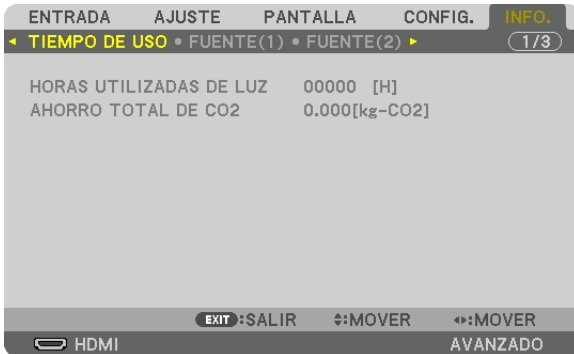 ENTRADA AJUSTE PANTALLA CONFIG. INFO.
TIEMPO DE USO • FUENTE(1) • FUENTE(2) 1/3
HORAS UTILIZADAS DE LUZ 00000 [H]
AHORRO TOTAL DE CO2 0.000[kg-CO2]
EXIT :SALIR :MOVER :MOVER
HDMI AVANZADO